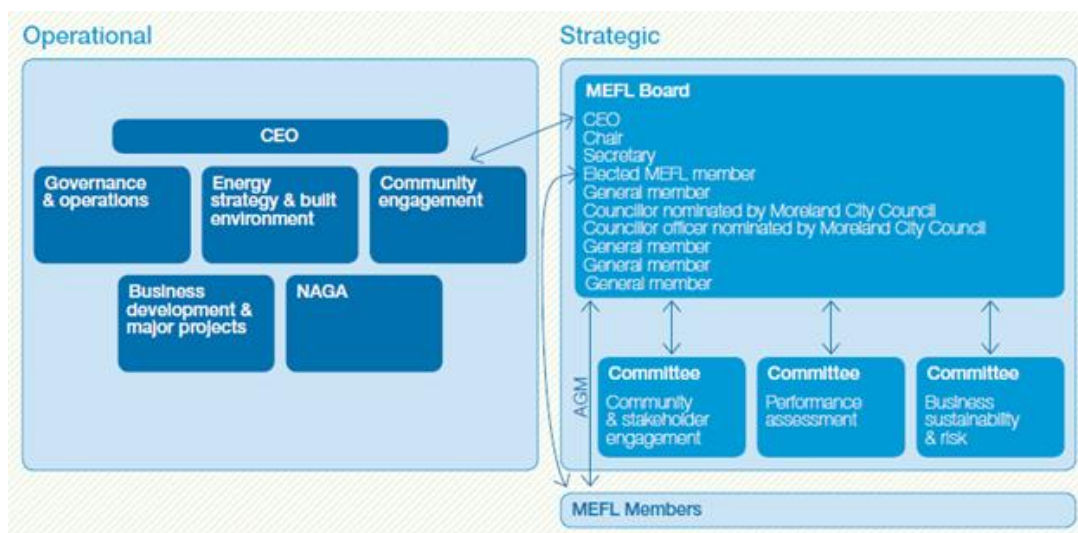 Operational
CEO
Governance
& operations
Energy
strategy & built
environment
Community
engagement
Business
development &
major projects
NAGA
Strategic
MEFL Board
CEO
Chair
Secretary
Elected MEFL member
General member
Councillor nominated by Moreland City Council
Councillor officer nominated by Moreland City Council
General member
General member
General member
AGM
Committee
Community
& stakeholder
engagement
Committee
Performance
assessment
Committee
Business
sustainability
& risk
MEFL Members